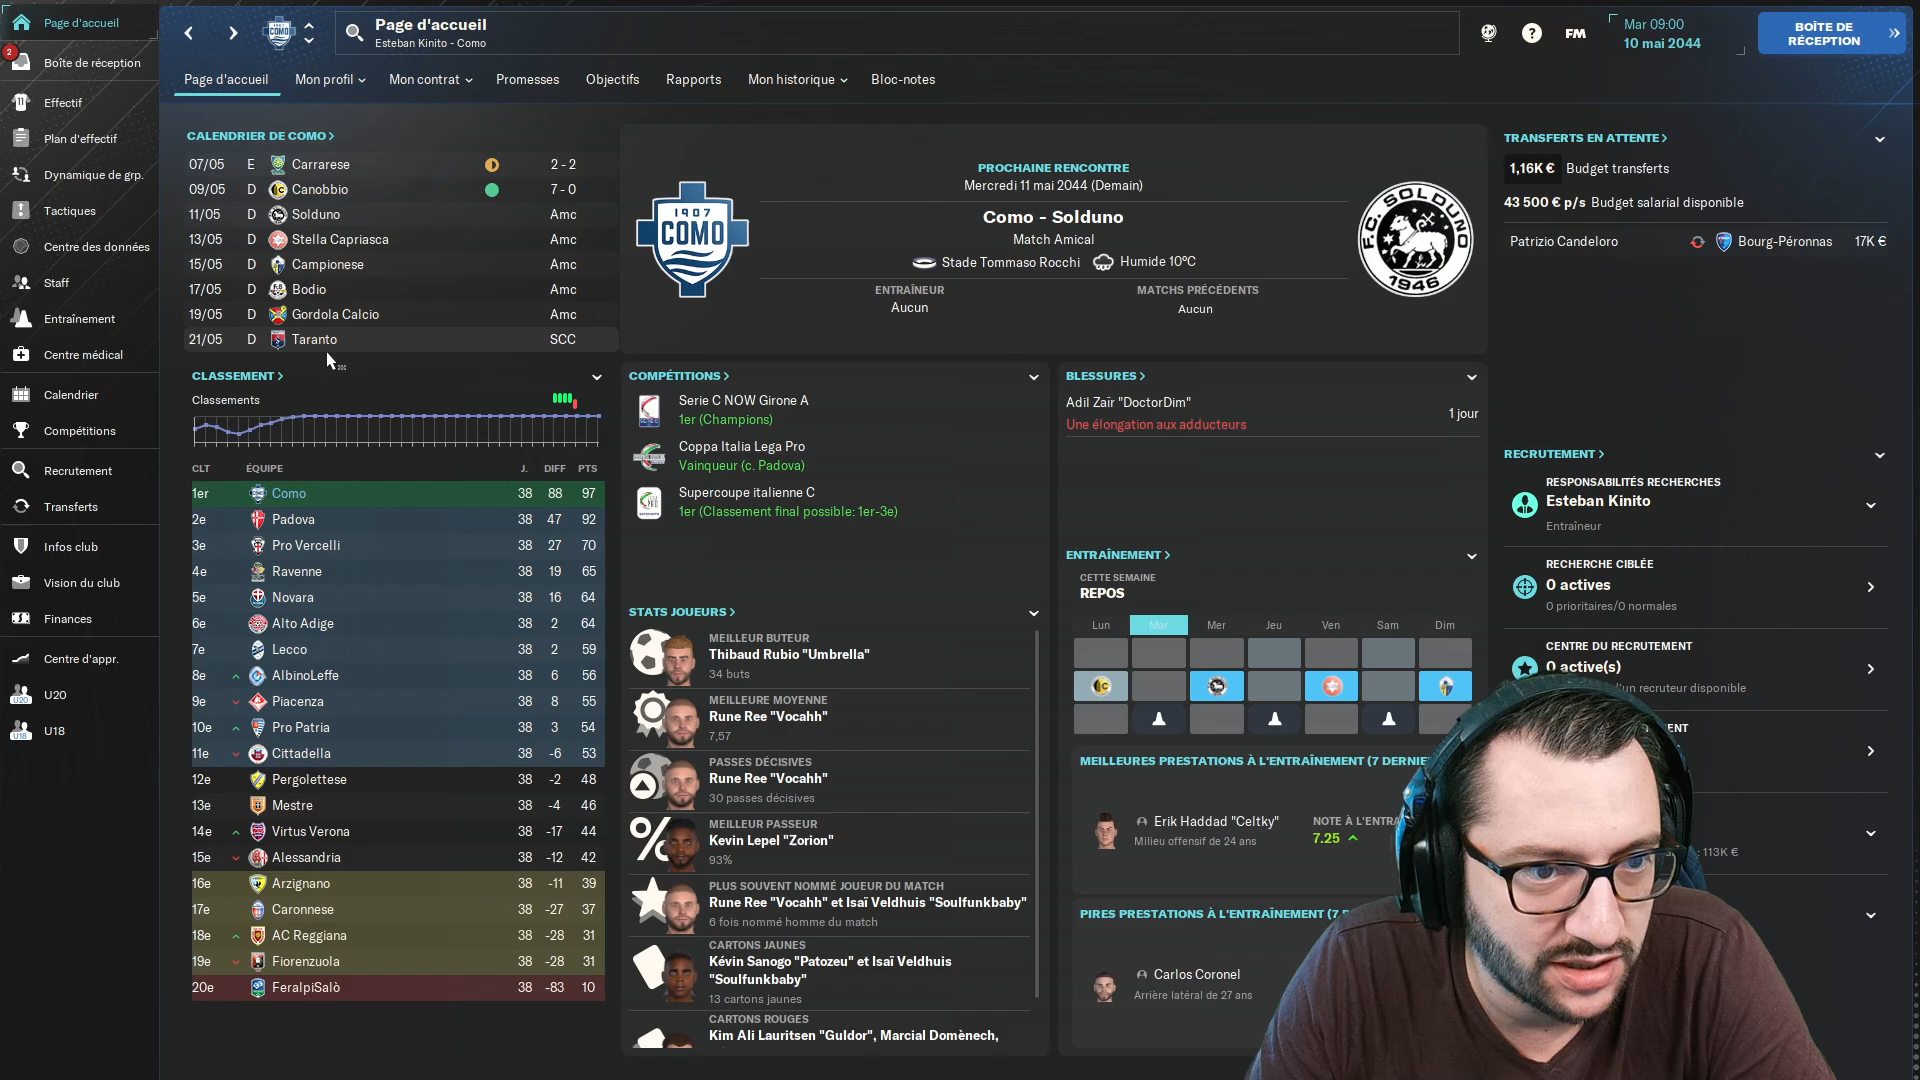 Page d'accueil
2
Boîte de réception
Effectif
Plan d'effectif
Dynamique de grp.
Tactiques
Centre des données
Staff
Entraînement
Centre médical
Calendrier
Compétitions
Recrutement
Transferts
Infos club
Vision du club
Finances
Centre d'appr.
U20
U18
Page d'accueil
Esteban Kinito - Como
FM
Mar 09:00
10 mai 2044
BOÎTE DE
RÉCEPTION
Page d'accueil Mon profil Mon contrat Promesses Objectifs Rapports Mon historique Bloc-notes
CALENDRIER DE COMO >
07/05 E Carrarese 2 - 2
09/05 D Canobbio 7 - 0
11/05 D Solduno Amc
13/05 D Stella Capriasca Amc
15/05 D Campionese Amc
17/05 D Bodio Amc
19/05 D Gordola Calcio Amc
21/05 D Taranto SCC
PROCHAINE RENCONTRE
Mercredi 11 mai 2044 (Demain)
Como - Solduno
Match Amical
Stade Tommaso Rocchi Humide 10°C
ENTRAÎNEUR
Aucun
MATCHS PRÉCÉDENTS
Aucun
1907
COMO
F.C. SOLDUNO
1946
TRANSFERTS EN ATTENTE >
1,16K € Budget transferts
43 500 € p/s Budget salarial disponible
Patrizio Candeloro Bourg-Péronnas 17K €
CLASSEMENT >
Classements
CLT ÉQUIPE J. DIFF PTS
1er Como 38 88 97
2e Padova 38 47 92
3e Pro Vercelli 38 27 70
4e Ravenne 38 19 65
5e Novara 38 16 64
6e Alto Adige 38 2 64
7e Lecco 38 2 59
8e AlbinoLeffe 38 6 56
9e Piacenza 38 8 55
10e Pro Patria 38 3 54
11e Cittadella 38 -6 53
12e Pergolettese 38 -2 48
13e Mestre 38 -4 46
14e Virtus Verona 38 -17 44
15e Alessandria 38 -12 42
16e Arzignano 38 -11 39
17e Caronnese 38 -27 37
18e AC Reggiana 38 -28 31
19e Fiorenzuola 38 -28 31
20e FeralpiSalò 38 -83 10
COMPÉTITIONS >
Serie C NOW Girone A
1er (Champions)
Coppa Italia Lega Pro
Vainqueur (c. Padova)
Supercoupe italienne C
1er (Classement final possible: 1er-3e)
STATS JOUEURS >
MEILLEUR BUTEUR
Thibaud Rubio "Umbrella"
34 buts
MEILLEURE MOYENNE
Rune Ree "Vocahh"
7,57
PASSES DÉCISIVES
Rune Ree "Vocahh"
30 passes décisives
MEILLEUR PASSEUR
Kevin Lepel "Zorion"
93%
PLUS SOUVENT NOMMÉ JOUEUR DU MATCH
Rune Ree "Vocahh" et Isaï Veldhuis "Soulfunkbaby"
6 fois nommé homme du match
CARTONS JAUNES
Kévin Sanogo "Patozeu" et Isaï Veldhuis
"Soulfunkbaby"
13 cartons jaunes
CARTONS ROUGES
Kim Ali Lauritsen "Guldor", Marcial Domènech,
BLESSURES >
Adil Zaïr "DoctorDim"
Une élongation aux adducteurs
1 jour
ENTRAÎNEMENT >
CETTE SEMAINE
REPOS
Lun Mar Mer Jeu Ven Sam Dim
MEILLEURES PRESTATIONS À L'ENTRAÎNEMENT (7 DERNIE
Erik Haddad "Celtky"
Milieu offensif de 24 ans
NOTE À L'ENTRA
7.25
PIRES PRESTATIONS À L'ENTRAÎNEMENT (7
Carlos Coronel
Arrière latéral de 27 ans
RECRUTEMENT >
RESPONSABILITÉS RECHERCHES
Esteban Kinito
Entraîneur
RECHERCHE CIBLÉE
0 actives
0 prioritaires/0 normales
CENTRE DU RECRUTEMENT
0 active(s)
'un recruteur disponible
MENT
: 113K €